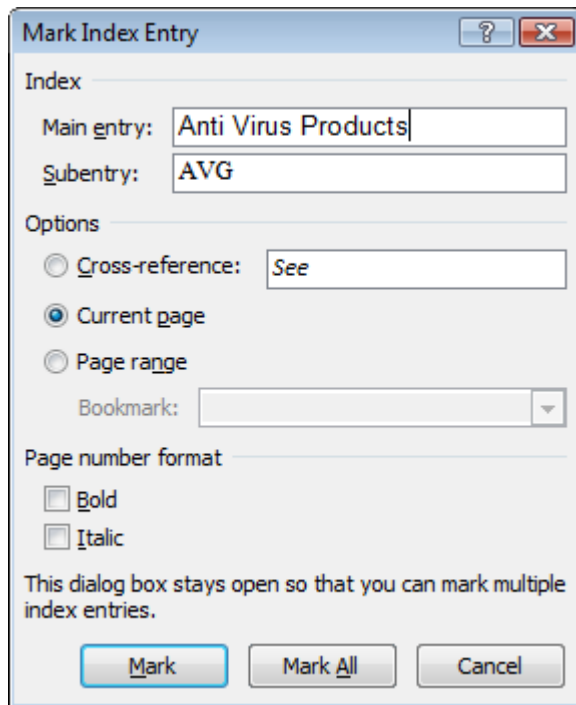 Mark Index Entry
Index
Main entry: Anti Virus Products
Subentry: AVG
Options
Cross-reference: See
Current page
Page range
Bookmark:
Page number format
Bold
Italic
This dialog box stays open so that you can mark multiple
index entries.
Mark Mark All Cancel